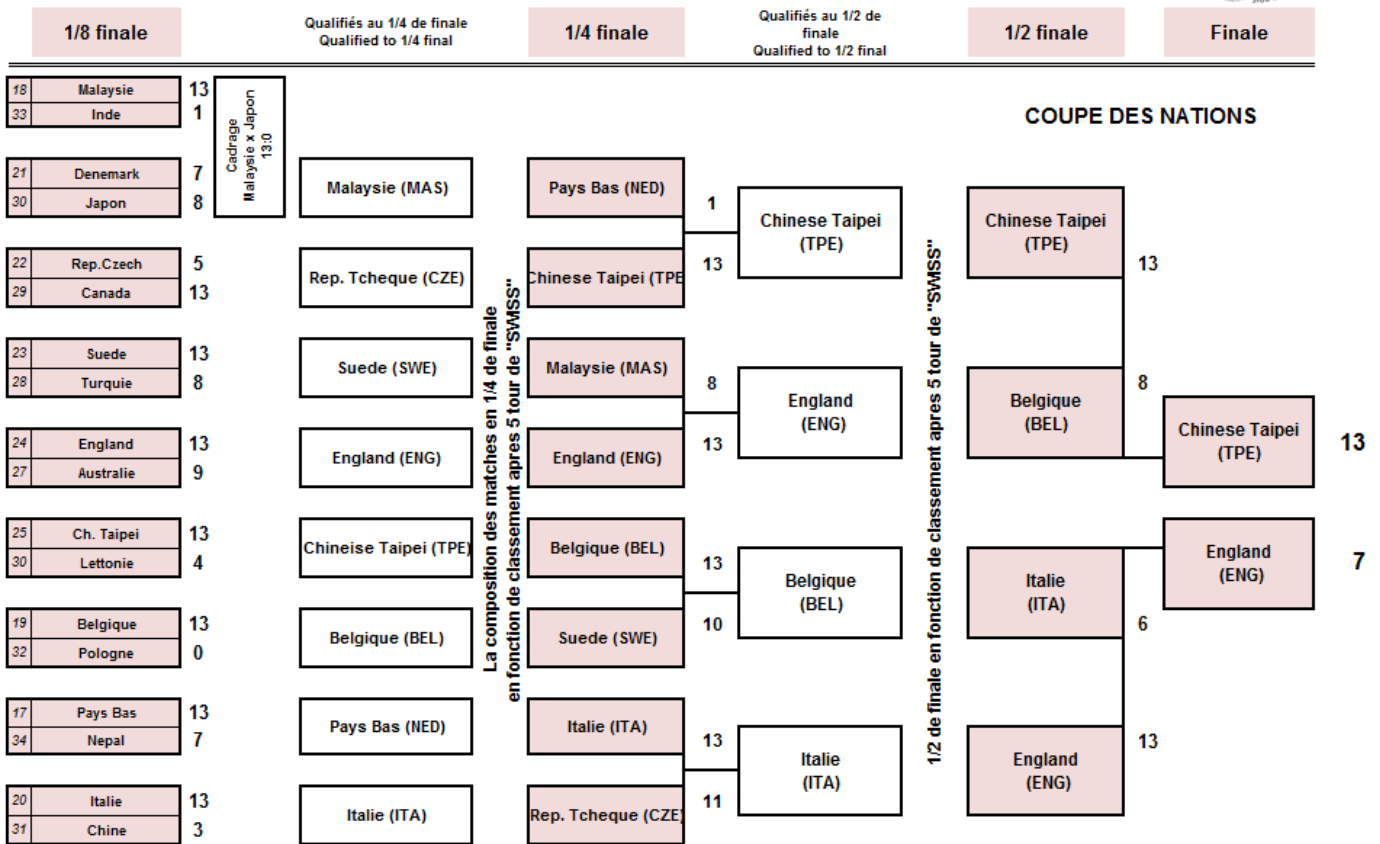 1/8 finale
Qualifiés au 1/4 de finale
Qualified to 1/4 final
1/4 finale
Qualifiés au 1/2 de
finale
Qualified to 1/2 final
1/2 finale
Finale
COUPE DES NATIONS
18 Malaysie 13
33 Inde 1
Cadrage
Malaysie x Japon
13:0
21 Denemark 7
30 Japon 8
22 Rep.Czech 5
29 Canada 13
23 Suede 13
28 Turquie 8
24 England 13
27 Australie 9
25 Ch. Taipei 13
30 Lettonie 4
19 Belgique 13
32 Pologne 0
17 Pays Bas 13
34 Nepal 7
20 Italie 13
31 Chine 3
Malaysie (MAS)
Rep. Tcheque (CZE)
Suede (SWE)
England (ENG)
Chineise Taipei (TPE)
Belgique (BEL)
Pays Bas (NED)
Italie (ITA)
La composition des matches en 1/4 de finale
en fonction de classement apres 5 tour de "SWISS"
Pays Bas (NED)
1
Chinese Taipei (TPE
13
Malaysie (MAS)
8
England (ENG)
13
Belgique (BEL)
13
Suede (SWE)
10
Italie (ITA)
13
Rep. Tcheque (CZE)
11
Chinese Taipei
(TPE)
England
(ENG)
Belgique
(BEL)
Italie
(ITA)
1/2 de finale en fonction de classement apres 5 tour de "SWISS"
Chinese Taipei
(TPE)
13
Belgique
(BEL)
8
Italie
(ITA)
6
England
(ENG)
13
Chinese Taipei
(TPE)
13
England
(ENG)
7